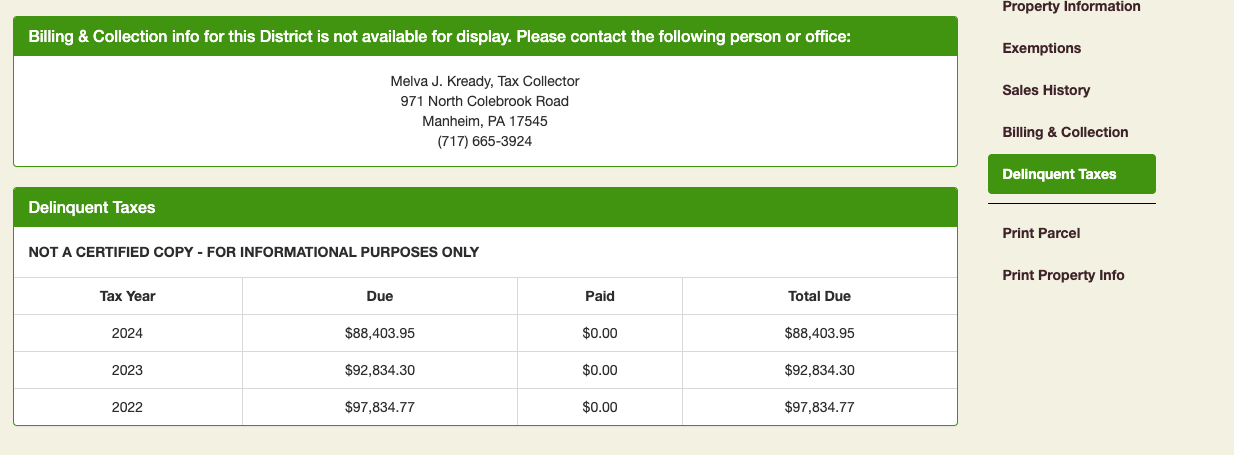 Billing & Collection info for this District is not available for display. Please contact the following person or office:
Melva J. Kready, Tax Collector
971 North Colebrook Road
Manheim, PA 17545
(717) 665-3924
Delinquent Taxes
NOT A CERTIFIED COPY - FOR INFORMATIONAL PURPOSES ONLY
Tax Year Due Paid Total Due
2024 $88,403.95 $0.00 $88,403.95
2023 $92,834.30 $0.00 $92,834.30
2022 $97,834.77 $0.00 $97,834.77
Property Information
Exemptions
Sales History
Billing & Collection
Delinquent Taxes
Print Parcel
Print Property Info